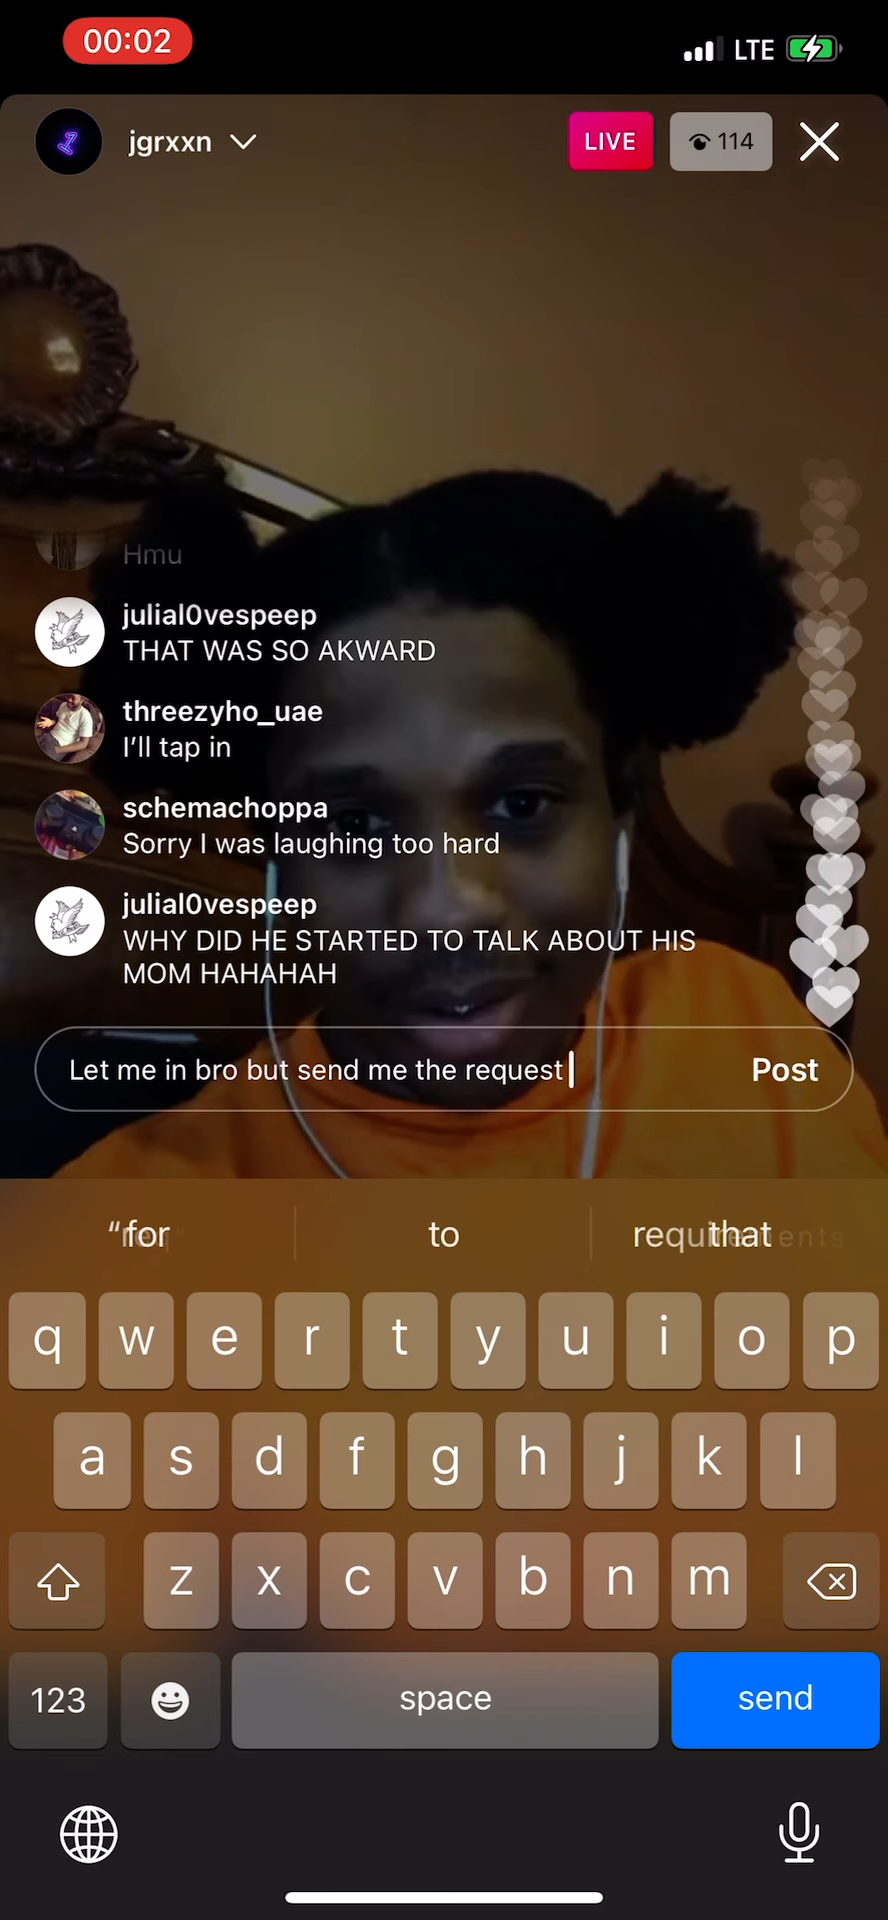 00:02
LTE
jgrxxn
LIVE
114
Hmu
julial0vespeep
THAT WAS SO AKWARD
threezyho_uae
I'll tap in
schemachoppa
Sorry I was laughing too hard
julial0vespeep
WHY DID HE STARTED TO TALK ABOUT HIS
MOM HAHAHAH
Let me in bro but send me the request
Post
for to that
q w e r t y u i o p
a s d f g h j k l
z x c v b n m
123 space send